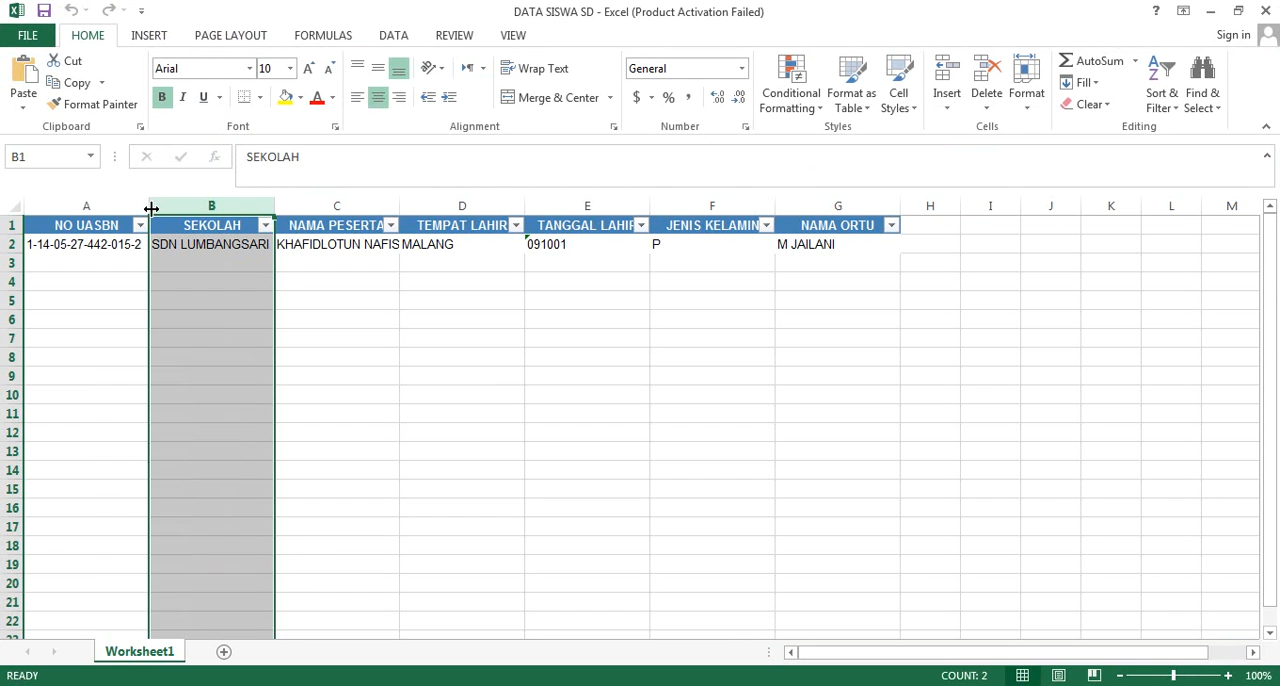 DATA SISWA SD - Excel (Product Activation Failed)
FILE HOME INSERT PAGE LAYOUT FORMULAS DATA REVIEW VIEW Sign in
Paste Cut Copy Format Painter Clipboard
Arial 10 B I U Font
Wrap Text Merge & Center Alignment
General $ % , Number
Conditional Formatting Format as Table Cell Styles Styles
Insert Delete Format Cells
AutoSum Fill Clear Sort & Filter Find & Select Editing
B1 fx SEKOLAH
A B C D E F G H I J K L M
1 NO UASBN SEKOLAH NAMA PESERTA TEMPAT LAHIR TANGGAL LAHIR JENIS KELAMIN NAMA ORTU
2 1-14-05-27-442-015-2 SDN LUMBANGSARI KHAFIDLOTUN NAFIS MALANG 091001 P M JAILANI
3
4
5
6
7
8
9
10
11
12
13
14
15
16
17
18
19
20
21
22
23
Worksheet1
READY COUNT: 2 100%